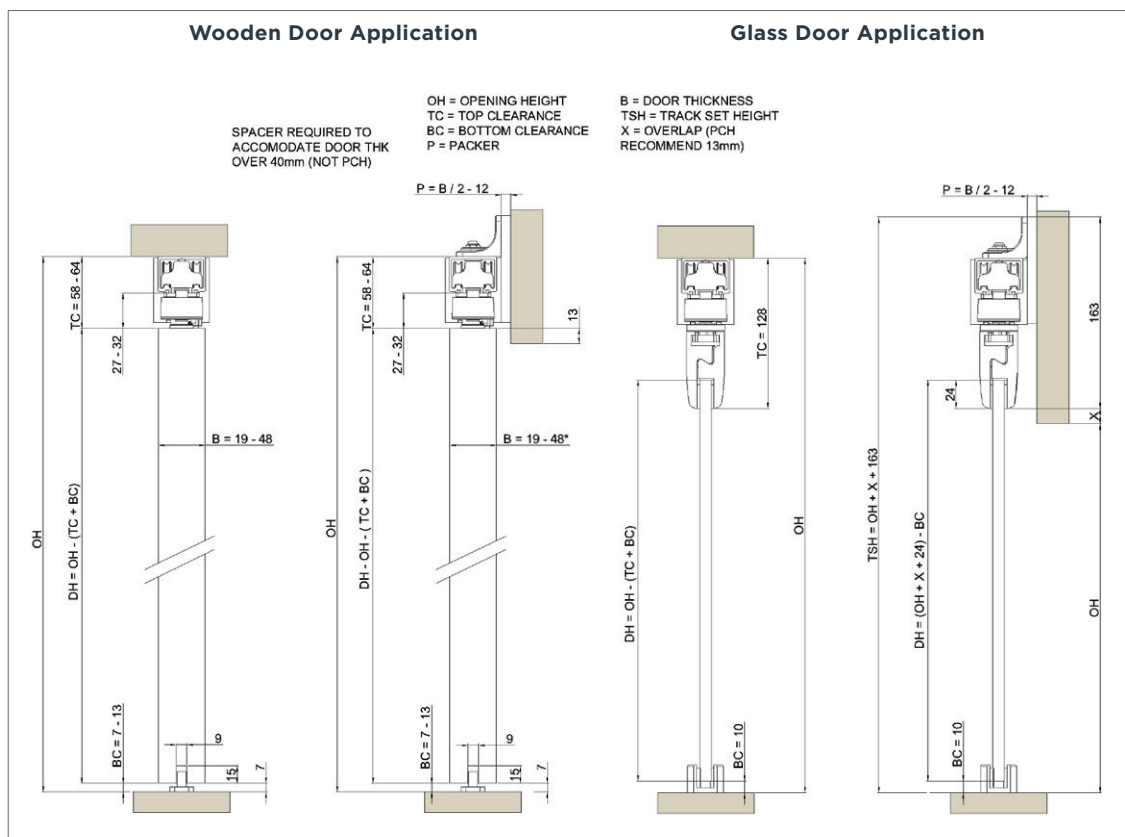 Wooden Door Application
Glass Door Application
OH = OPENING HEIGHT
TC = TOP CLEARANCE
BC = BOTTOM CLEARANCE
P = PACKER
B = DOOR THICKNESS
TSH = TRACK SET HEIGHT
X = OVERLAP (PCH
RECOMMEND 13mm)
SPACER REQUIRED TO
ACCOMODATE DOOR THK
OVER 40mm (NOT PCH)
OH
TC = 58 - 64
27 - 32
B = 19 - 48
DH = OH - (TC + BC)
BC = 7 - 13
9
15
7
P = B / 2 - 12
OH
TC = 58 - 64
27 - 32
13
B = 19 - 48*
DH - OH - ( TC + BC )
BC = 7 - 13
9
15
7
TC = 128
DH = OH - (TC + BC)
OH
BC = 10
P = B / 2 - 12
TSH = OH + X + 163
163
24
X
DH = (OH + X + 24) - BC
OH
BC = 10